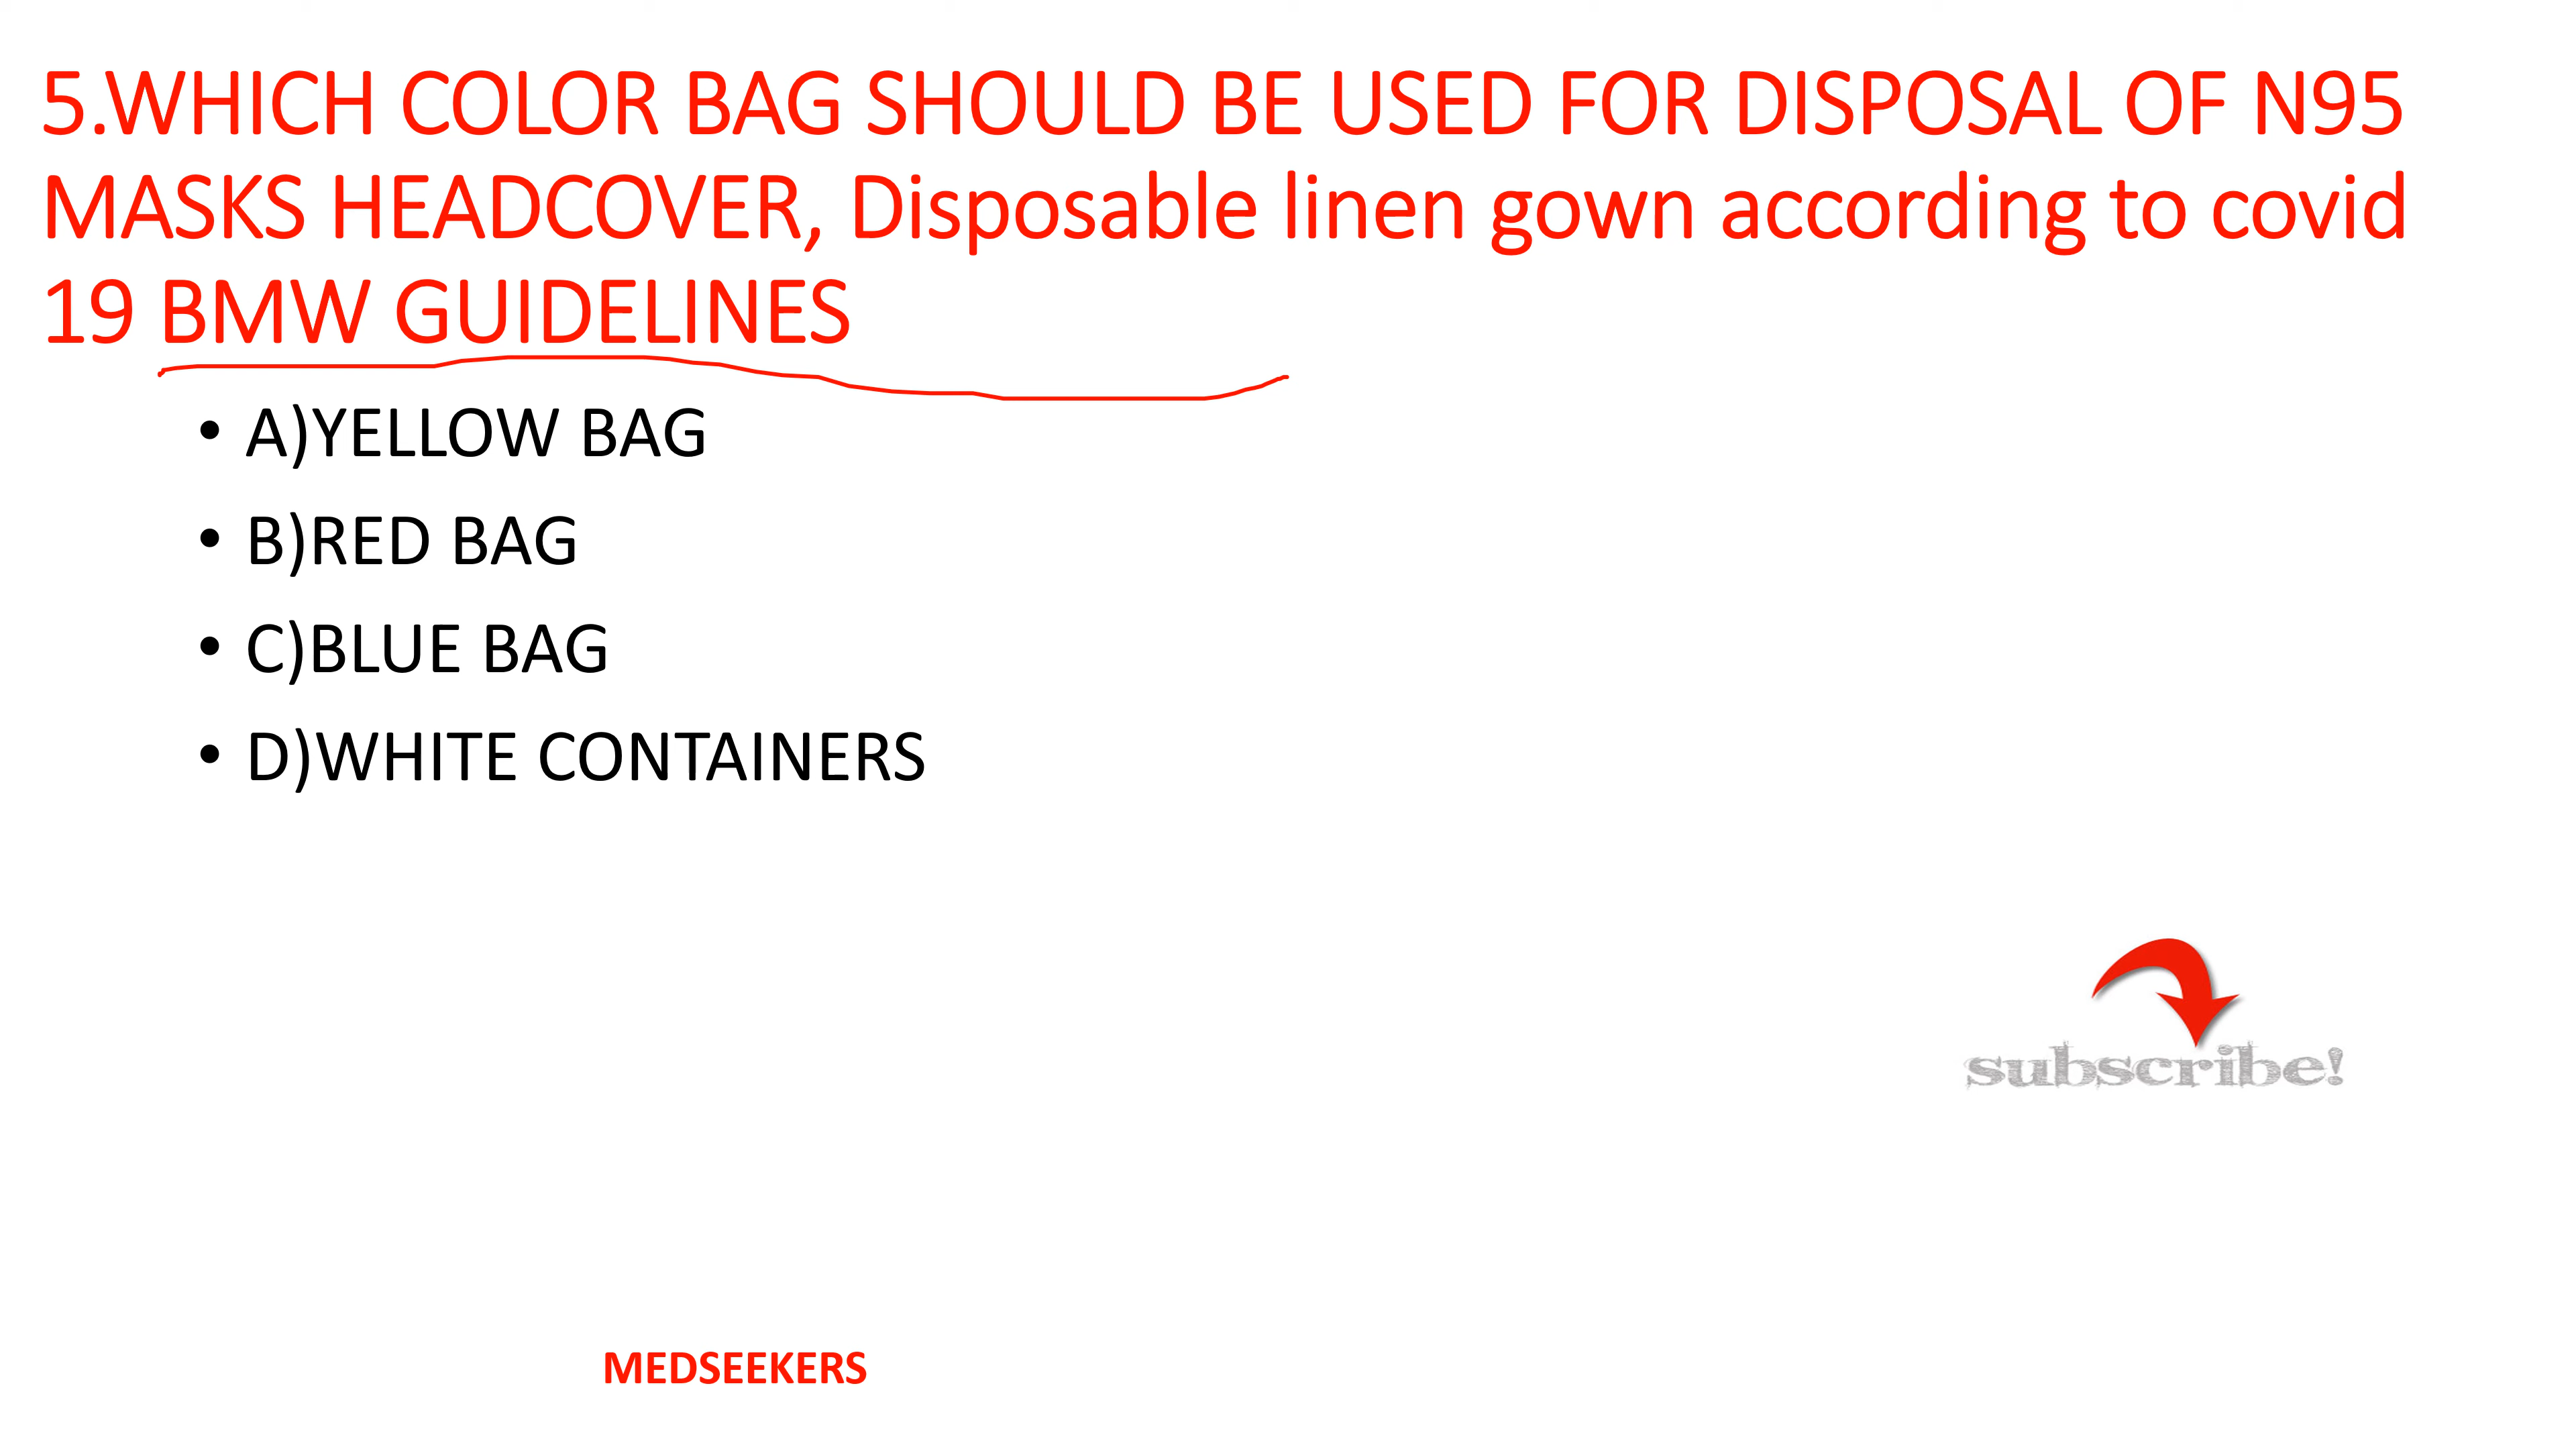 5.WHICH COLOR BAG SHOULD BE USED FOR DISPOSAL OF N95
MASKS HEADCOVER, Disposable linen gown according to covid
19 BMW GUIDELINES
• A)YELLOW BAG
• B)RED BAG
• C)BLUE BAG
• D)WHITE CONTAINERS
subscribe!
MEDSEEKERS